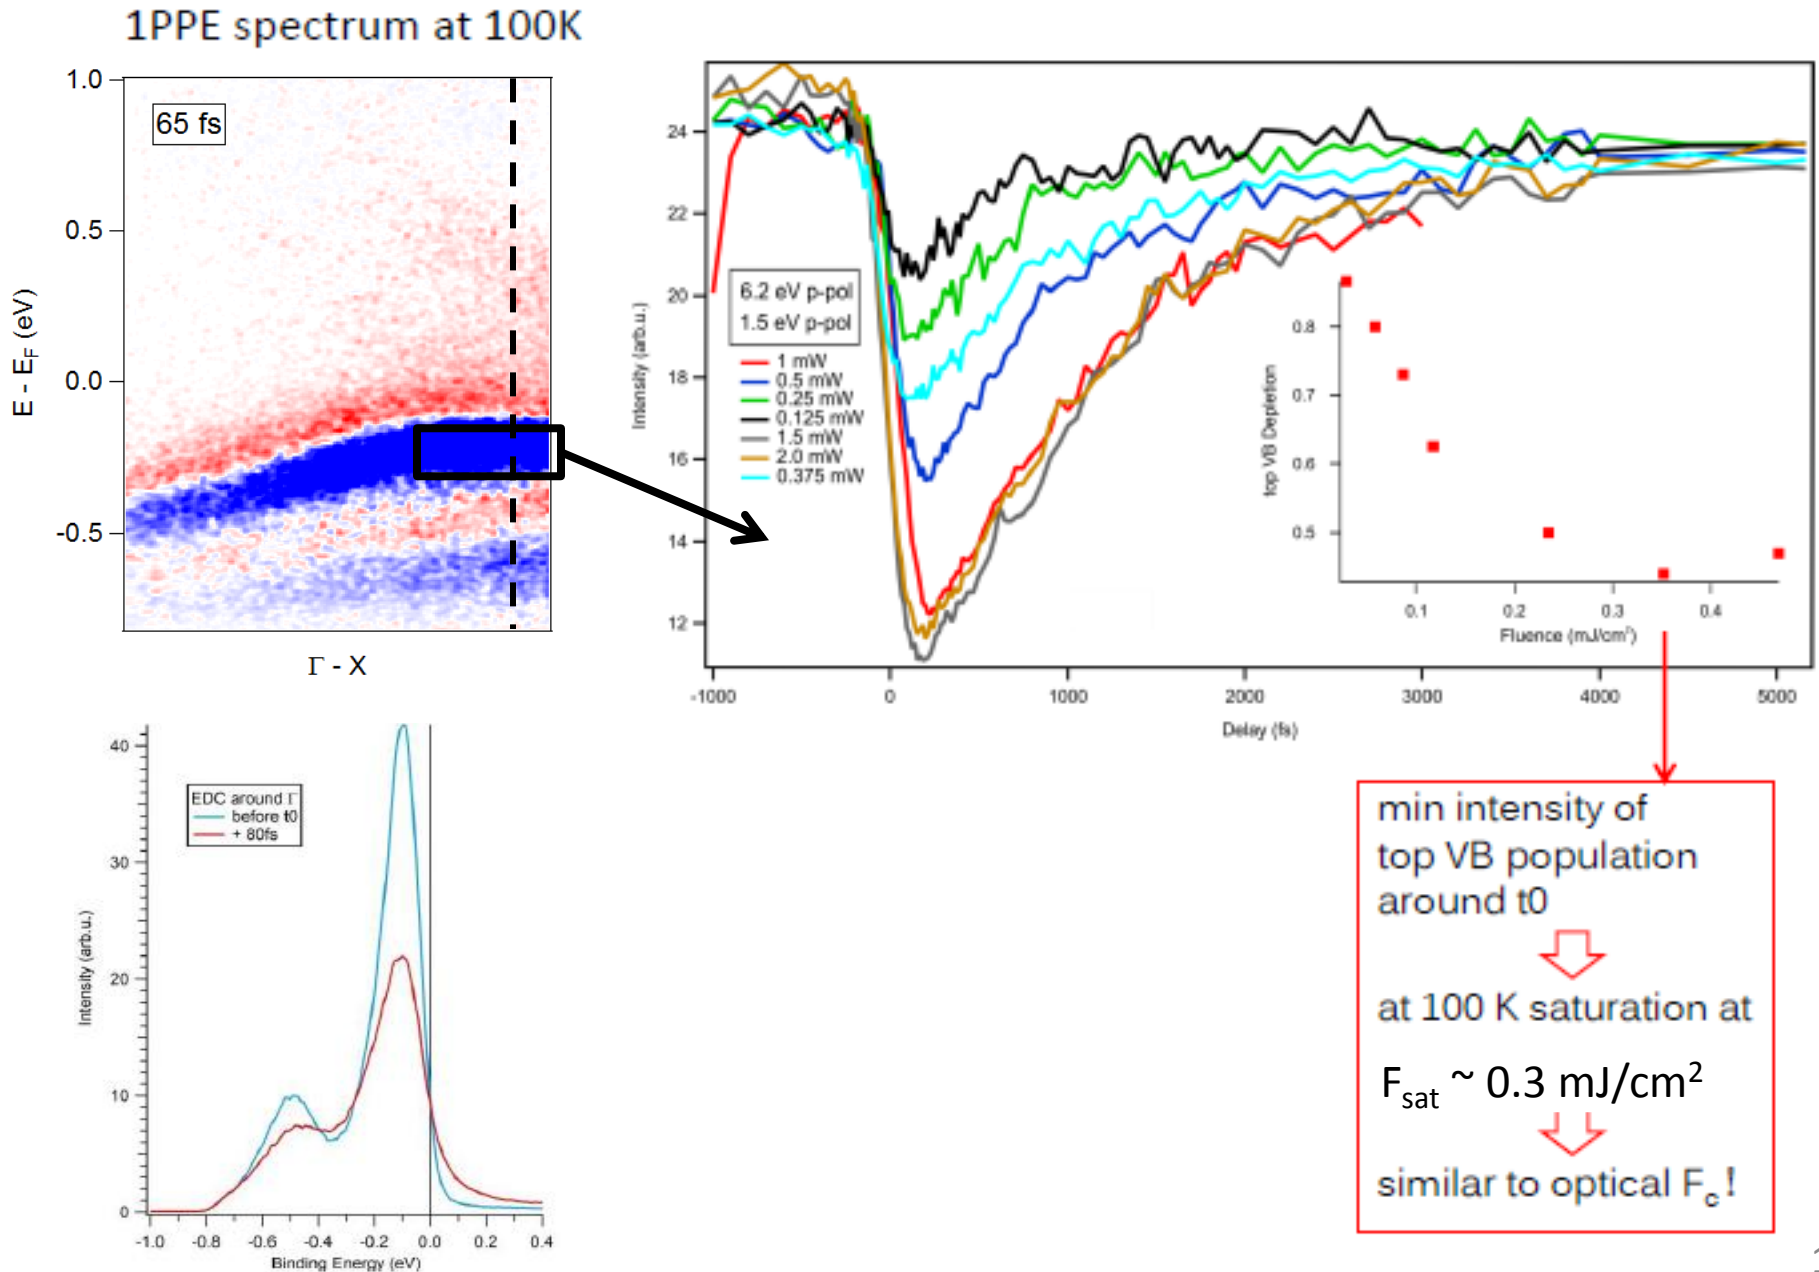 1PPE spectrum at 100K
1.0
0.5
0.0
-0.5
E - E_F (eV)
65 fs
Γ - X
24
22
20
18
16
14
12
Intensity (arb.u.)
6.2 eV p-pol
1.5 eV p-pol
1 mW
0.5 mW
0.25 mW
0.125 mW
1.5 mW
2.0 mW
0.375 mW
-1000
0
1000
2000
3000
4000
5000
Delay (fs)
0.8
0.7
0.6
0.5
top VB Depletion
0.1
0.2
0.3
0.4
Fluence (mJ/cm²)
40
30
20
10
0
Intensity (arb.u.)
EDC around Γ
before t0
+ 80fs
-1.0
-0.8
-0.6
-0.4
-0.2
0.0
0.2
0.4
Binding Energy (eV)
min intensity of
top VB population
around t0
at 100 K saturation at
F_sat ~ 0.3 mJ/cm²
similar to optical F_c!